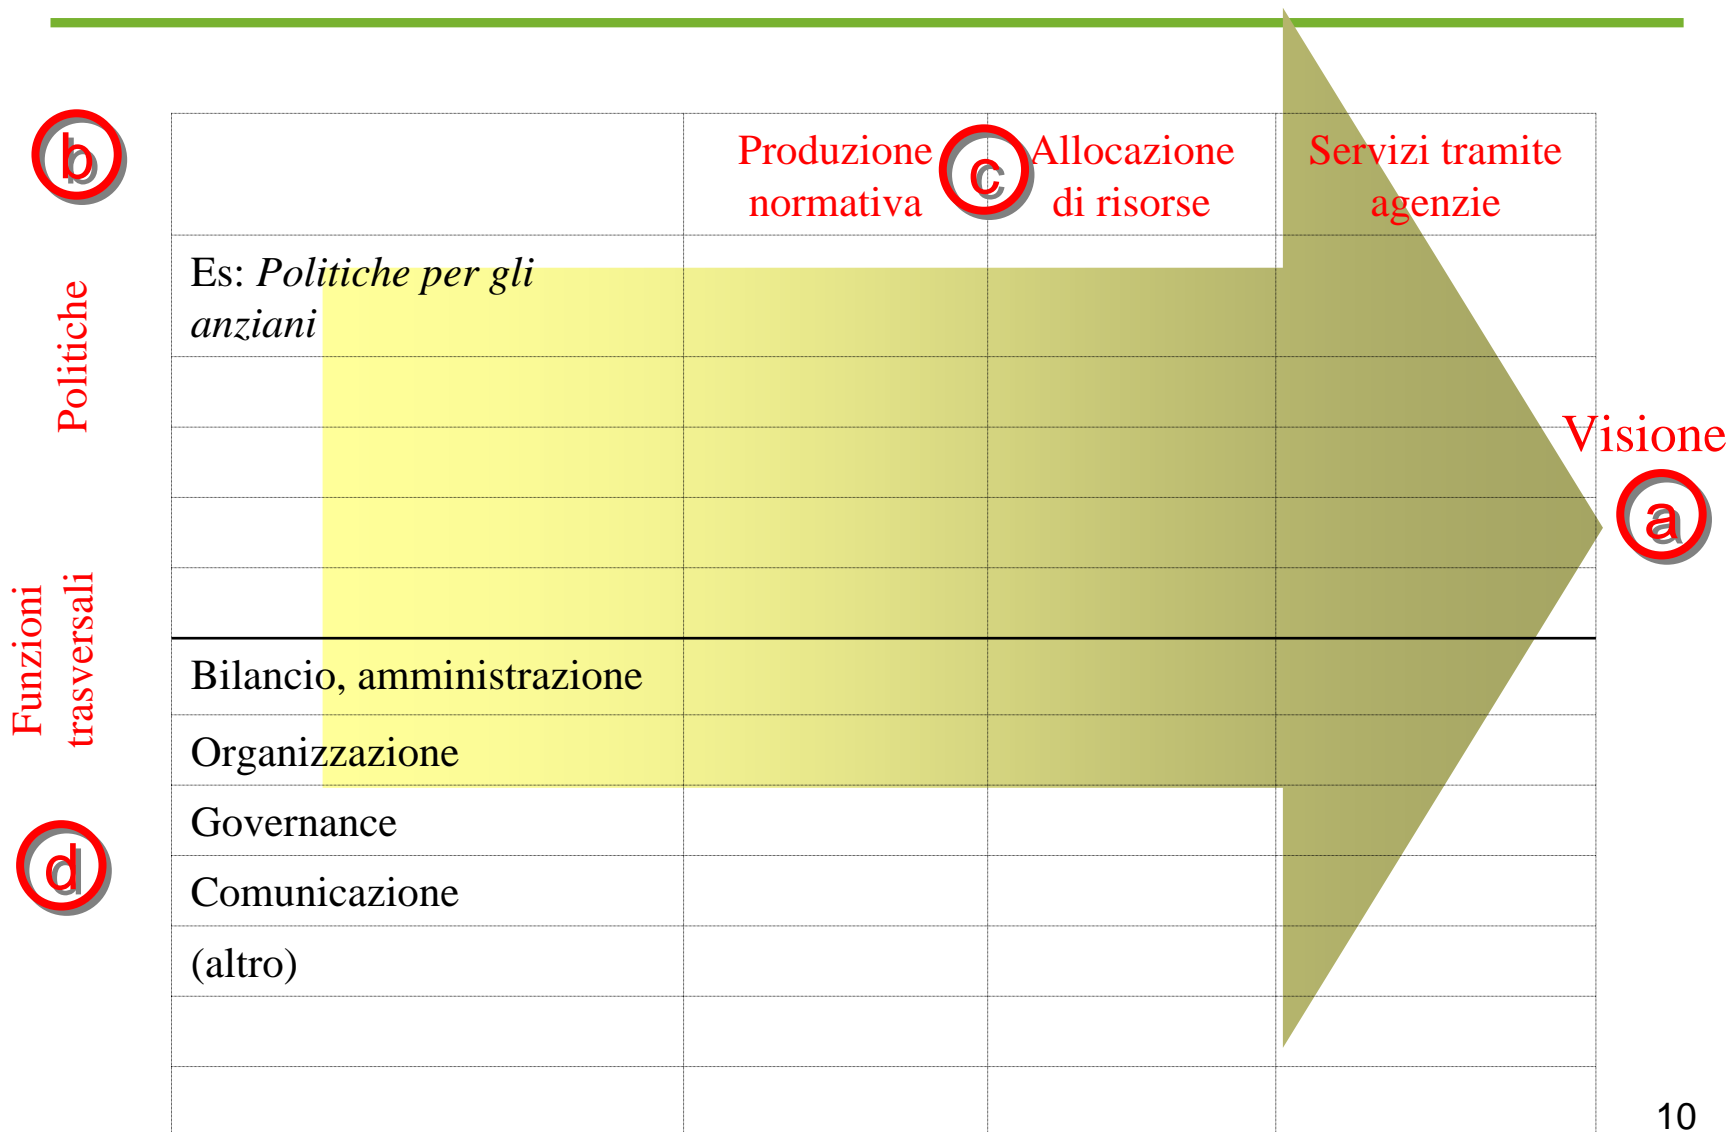 b
Produzione
normativa
c
Allocazione
di risorse
Servizi tramite
agenzie
Politiche
Es: Politiche per gli
anziani
Visione
a
Funzioni
trasversali
Bilancio, amministrazione
Organizzazione
Governance
d
Comunicazione
(altro)
10